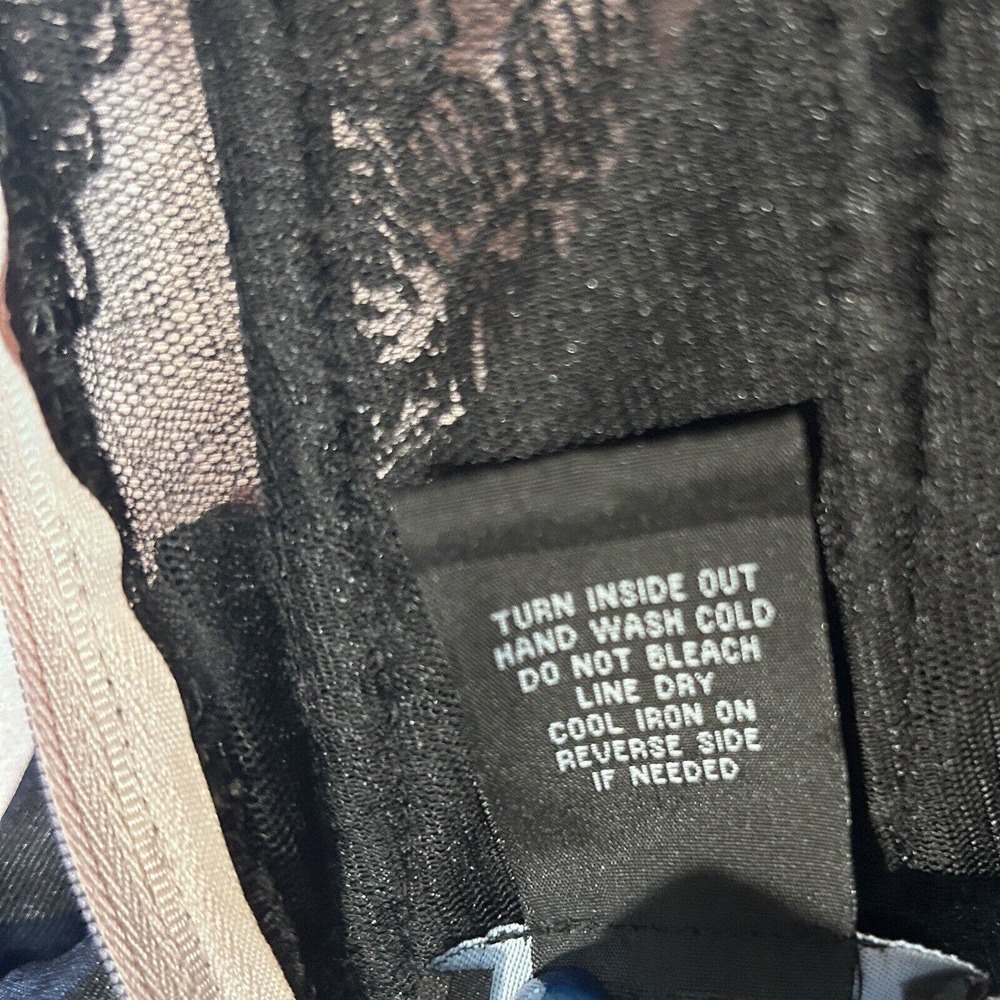 TURN INSIDE OUT
HAND WASH COLD
DO NOT BLEACH
LINE DRY
COOL IRON ON
REVERSE SIDE
IF NEEDED